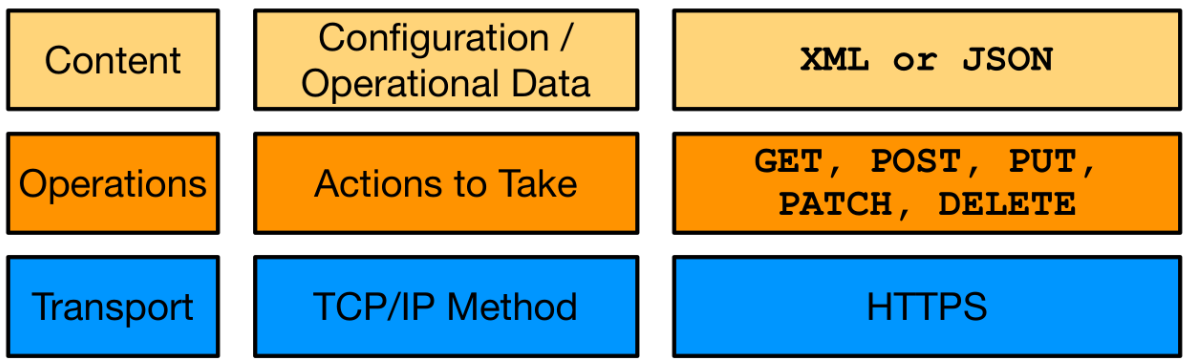 Content
Configuration /
Operational Data
XML or JSON
Operations
Actions to Take
GET, POST, PUT,
PATCH, DELETE
Transport
TCP/IP Method
HTTPS